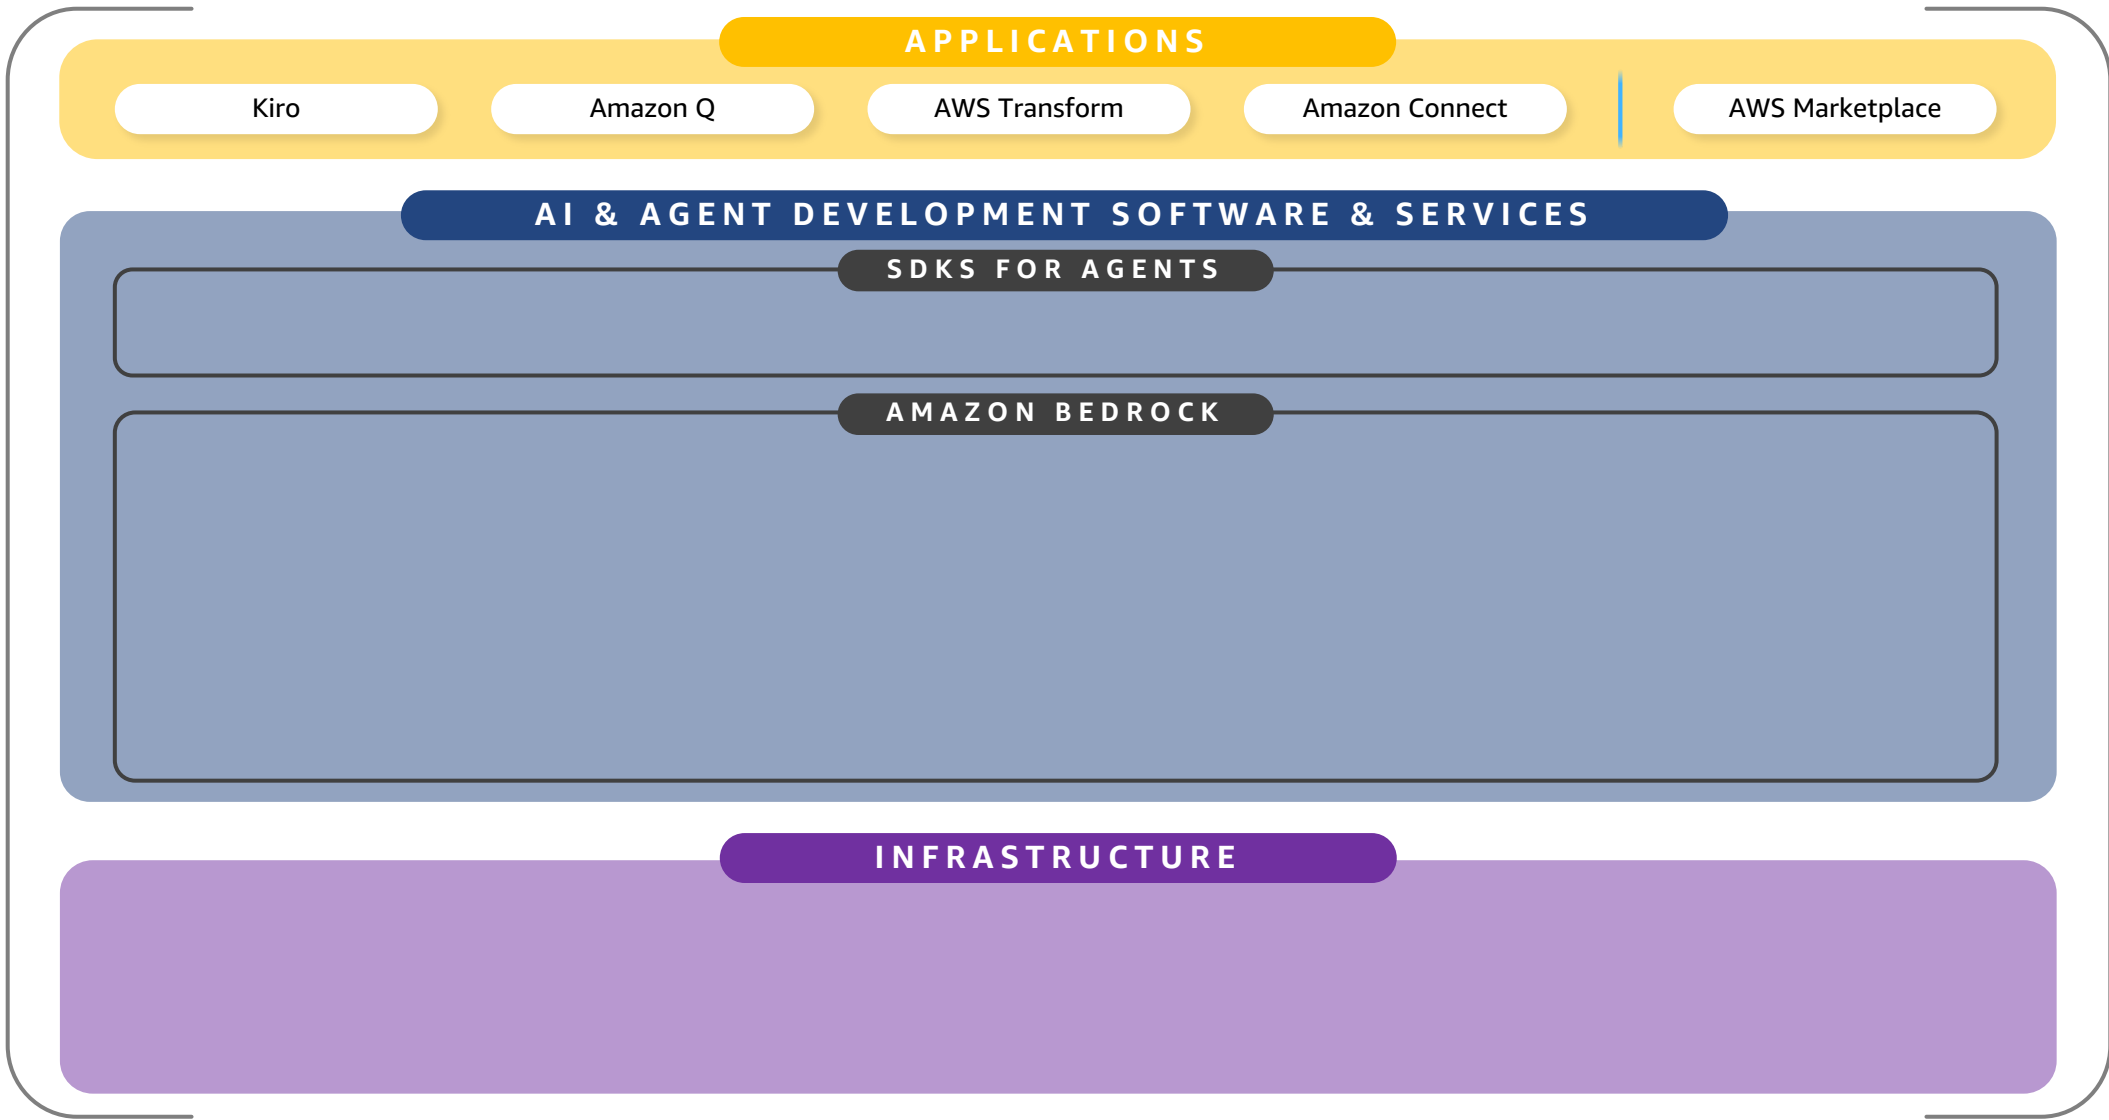 APPLICATIONS
Kiro
Amazon Q
AWS Transform
Amazon Connect
AWS Marketplace
AI & AGENT DEVELOPMENT SOFTWARE & SERVICES
SDKS FOR AGENTS
AMAZON BEDROCK
INFRASTRUCTURE